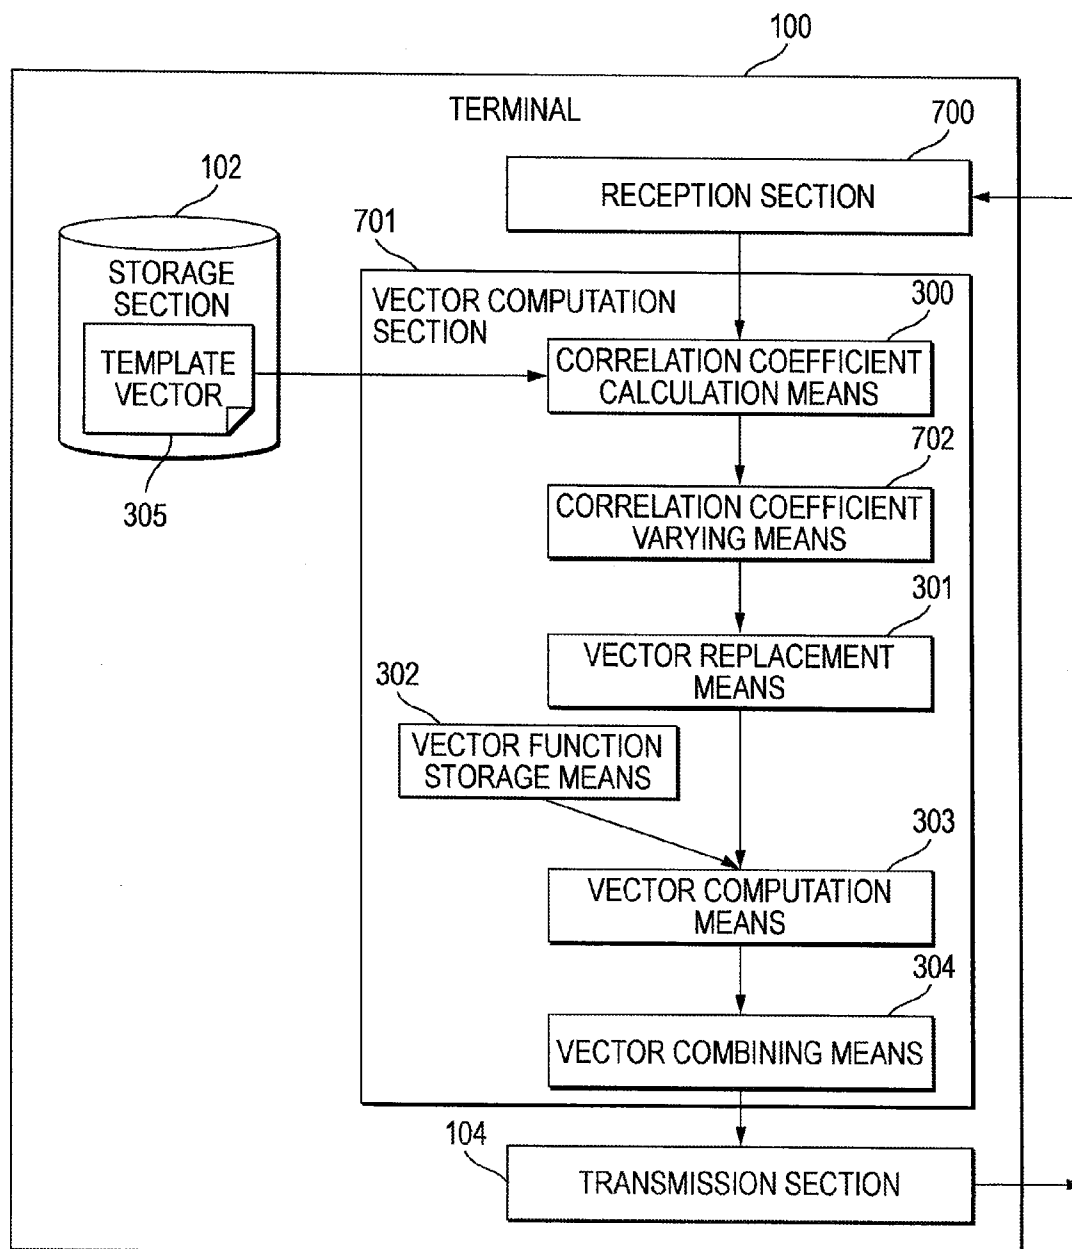 100
TERMINAL
700
RECEPTION SECTION
102
STORAGE
SECTION
TEMPLATE
VECTOR
305
701
VECTOR COMPUTATION
SECTION
300
CORRELATION COEFFICIENT
CALCULATION MEANS
702
CORRELATION COEFFICIENT
VARYING MEANS
301
VECTOR REPLACEMENT
MEANS
302
VECTOR FUNCTION
STORAGE MEANS
303
VECTOR COMPUTATION
MEANS
304
VECTOR COMBINING MEANS
104
TRANSMISSION SECTION